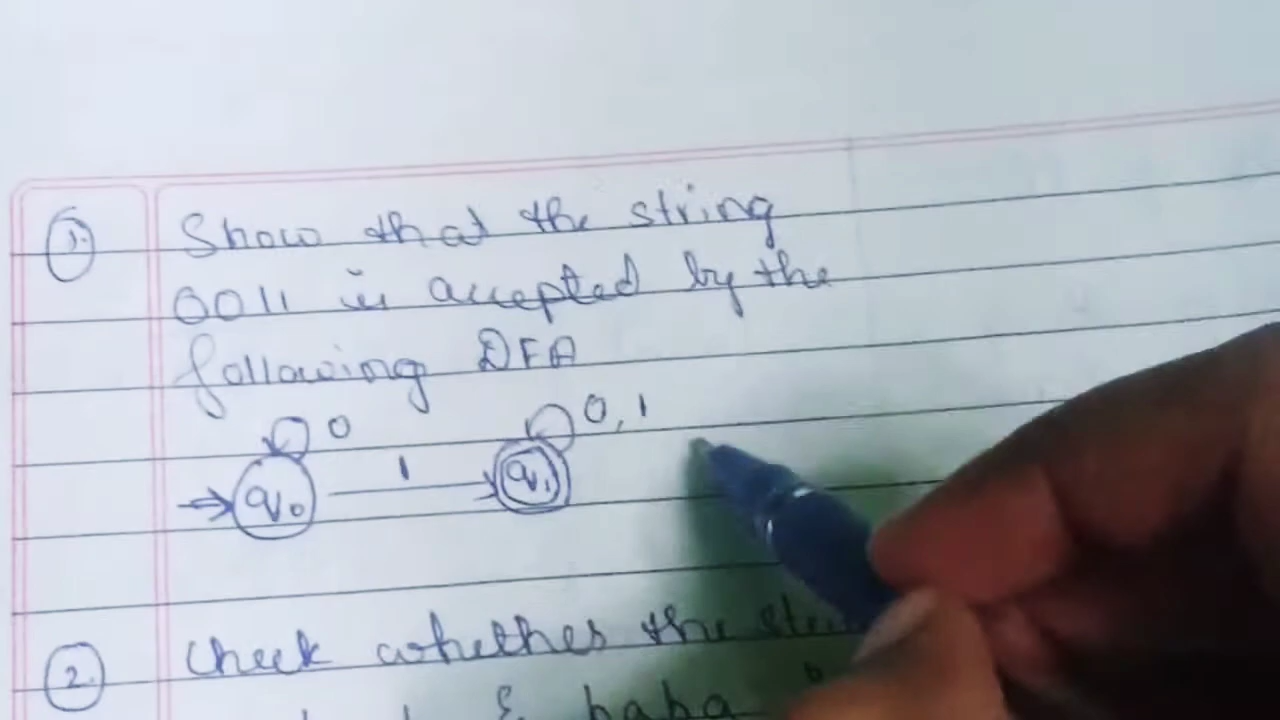 1.
Show that the string
0011 is accepted by the
following DFA
0
0,1
1
q0
q1
2.
Check whether the
& baba